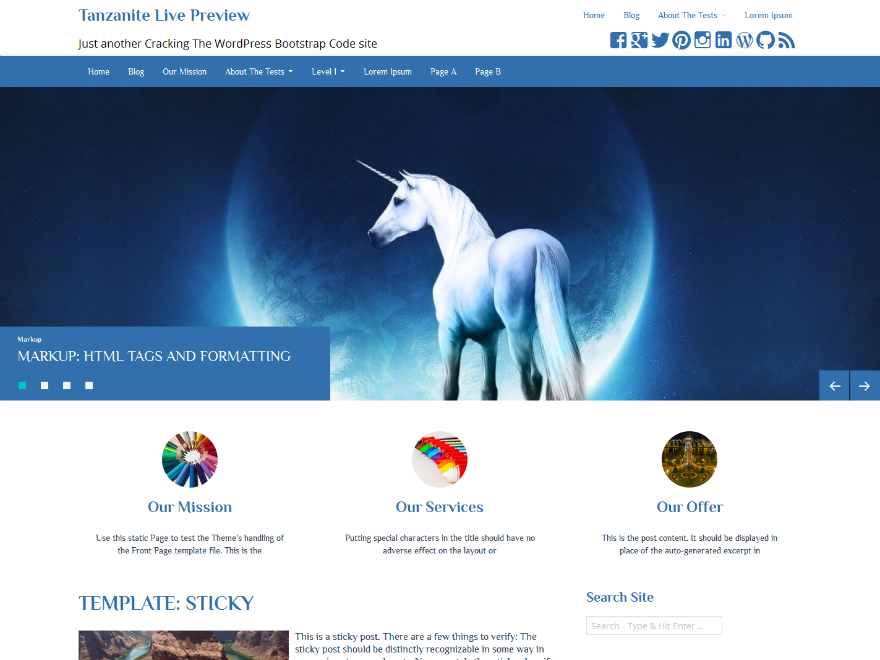 Tanzanite Live Preview
Home Blog About The Tests Lorem Ipsum
Just another Cracking The WordPress Bootstrap Code site
Home Blog Our Mission About The Tests Level 1 Lorem Ipsum Page A Page B
Markup
MARKUP: HTML TAGS AND FORMATTING
Our Mission
Use this static Page to test the Theme's handling of
the Front Page template file. This is the
Our Services
Putting special characters in the title should have no
adverse effect on the layout or
Our Offer
This is the post content. It should be displayed in
place of the auto-generated excerpt in
TEMPLATE: STICKY
This is a sticky post. There are a few things to verify: The
sticky post should be distinctly recognizable in some way in
Search Site
Search - Type & Hit Enter ...